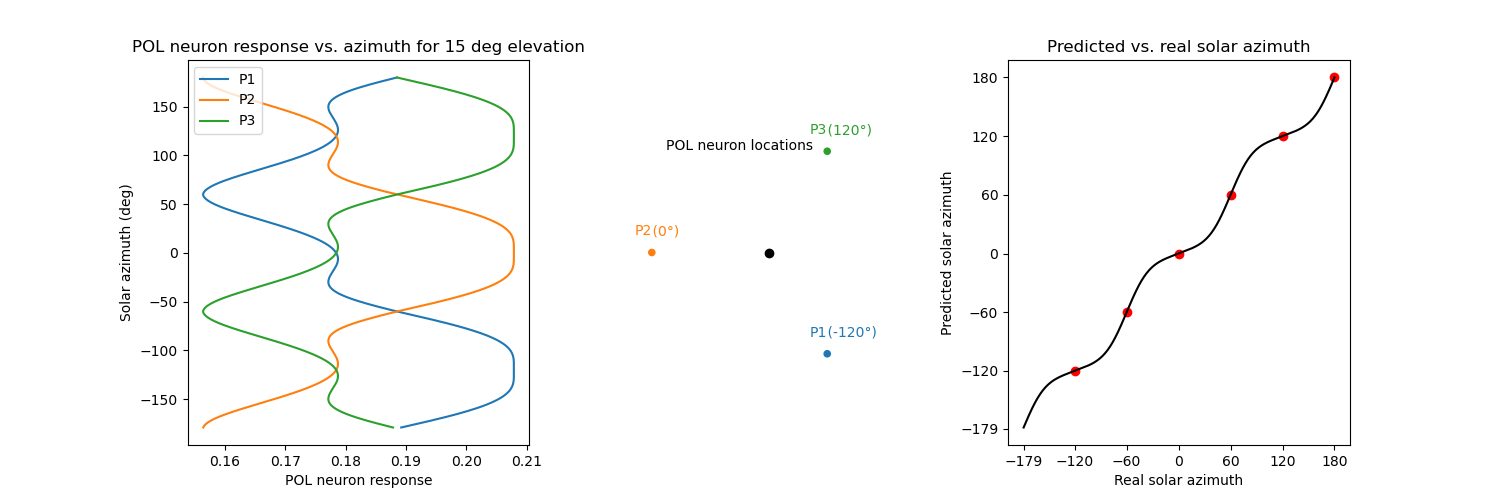 POL neuron response vs. azimuth for 15 deg elevation
P1
P2
P3
150
100
50
0
−50
−100
−150
Solar azimuth (deg)
0.16 0.17 0.18 0.19 0.20 0.21
POL neuron response
P3(120°)
POL neuron locations
P2(0°)
P1(-120°)
Predicted vs. real solar azimuth
180
120
60
0
−60
−120
−179
Predicted solar azimuth
−179 −120 −60 0 60 120 180
Real solar azimuth